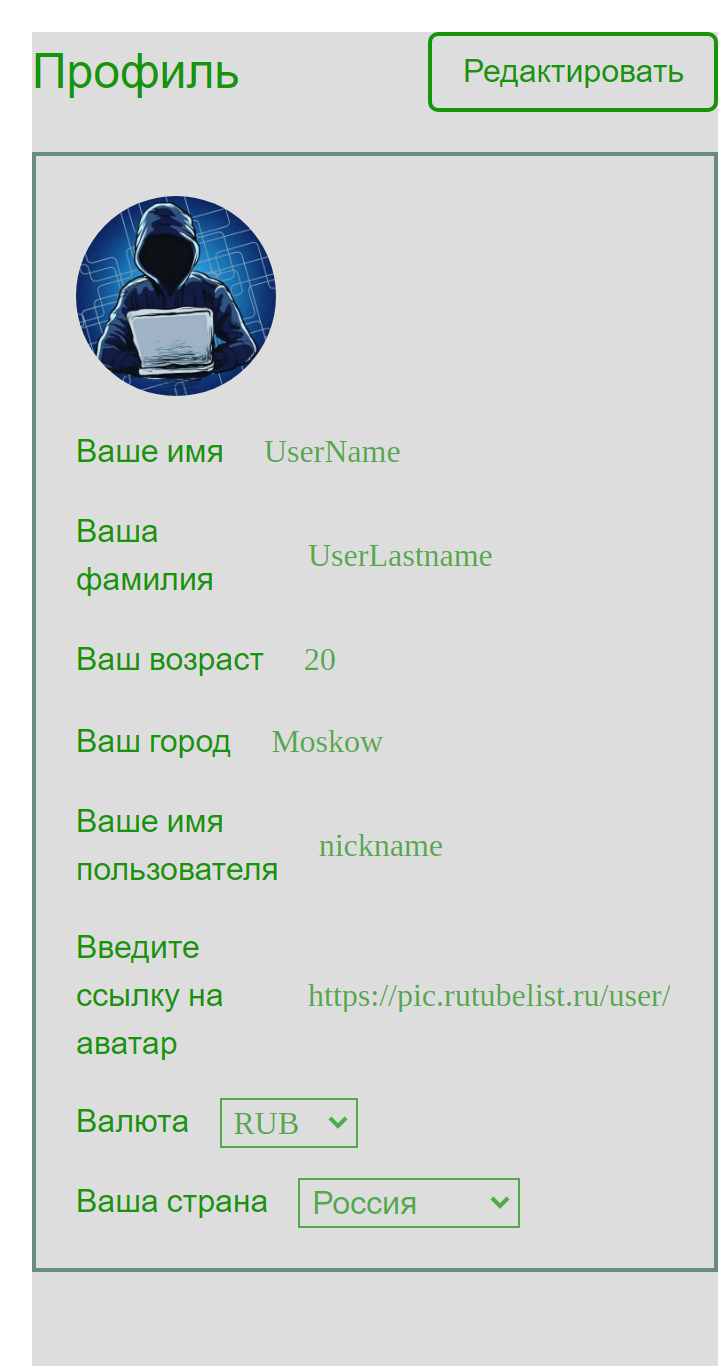 Профиль
Редактировать
Ваше имя UserName
Ваша
фамилия
UserLastname
Ваш возраст 20
Ваш город Moskow
Ваше имя
пользователя
nickname
Введите
ссылку на
аватар
https://pic.rutubelist.ru/user/
Валюта RUB
Ваша страна Россия